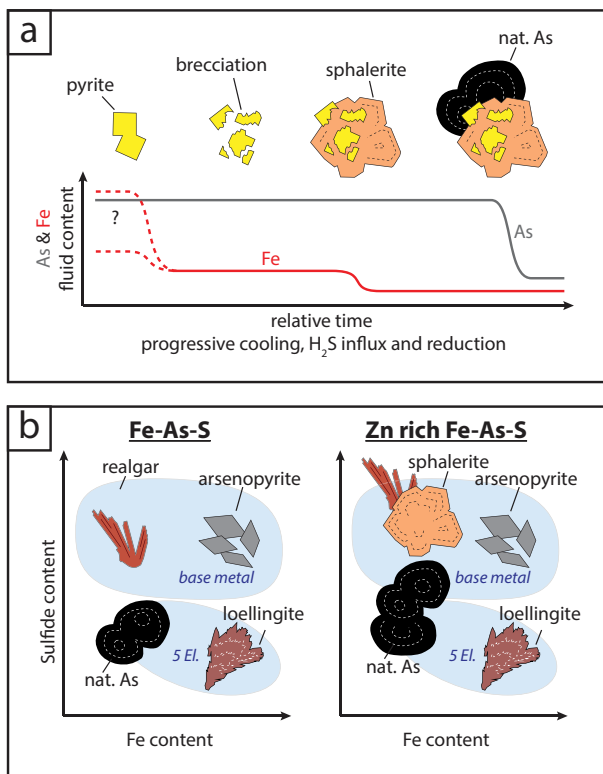 a
nat. As
brecciation
sphalerite
pyrite
As & Fe
fluid content
?
As
Fe
relative time
progressive cooling, H₂S influx and reduction
b
Fe-As-S
Zn rich Fe-As-S
sphalerite
realgar
arsenopyrite
arsenopyrite
base metal
base metal
loellingite
loellingite
5 El.
5 El.
nat. As
nat. As
Sulfide content
Fe content
Fe content